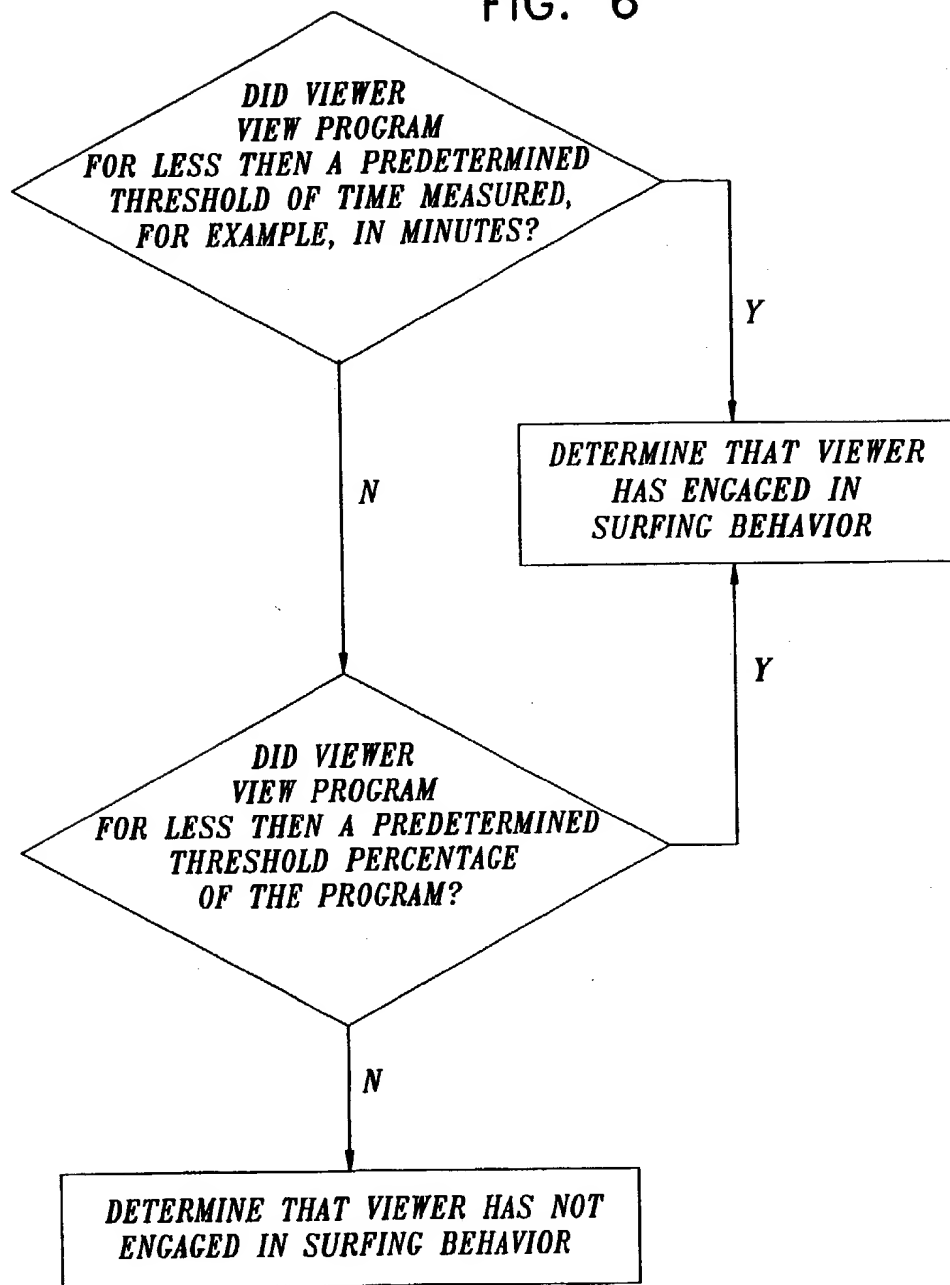 FIG. 6
DID VIEWER
VIEW PROGRAM
FOR LESS THEN A PREDETERMINED
THRESHOLD OF TIME MEASURED,
FOR EXAMPLE, IN MINUTES?
Y
DETERMINE THAT VIEWER
HAS ENGAGED IN
SURFING BEHAVIOR
N
Y
DID VIEWER
VIEW PROGRAM
FOR LESS THEN A PREDETERMINED
THRESHOLD PERCENTAGE
OF THE PROGRAM?
N
DETERMINE THAT VIEWER HAS NOT
ENGAGED IN SURFING BEHAVIOR